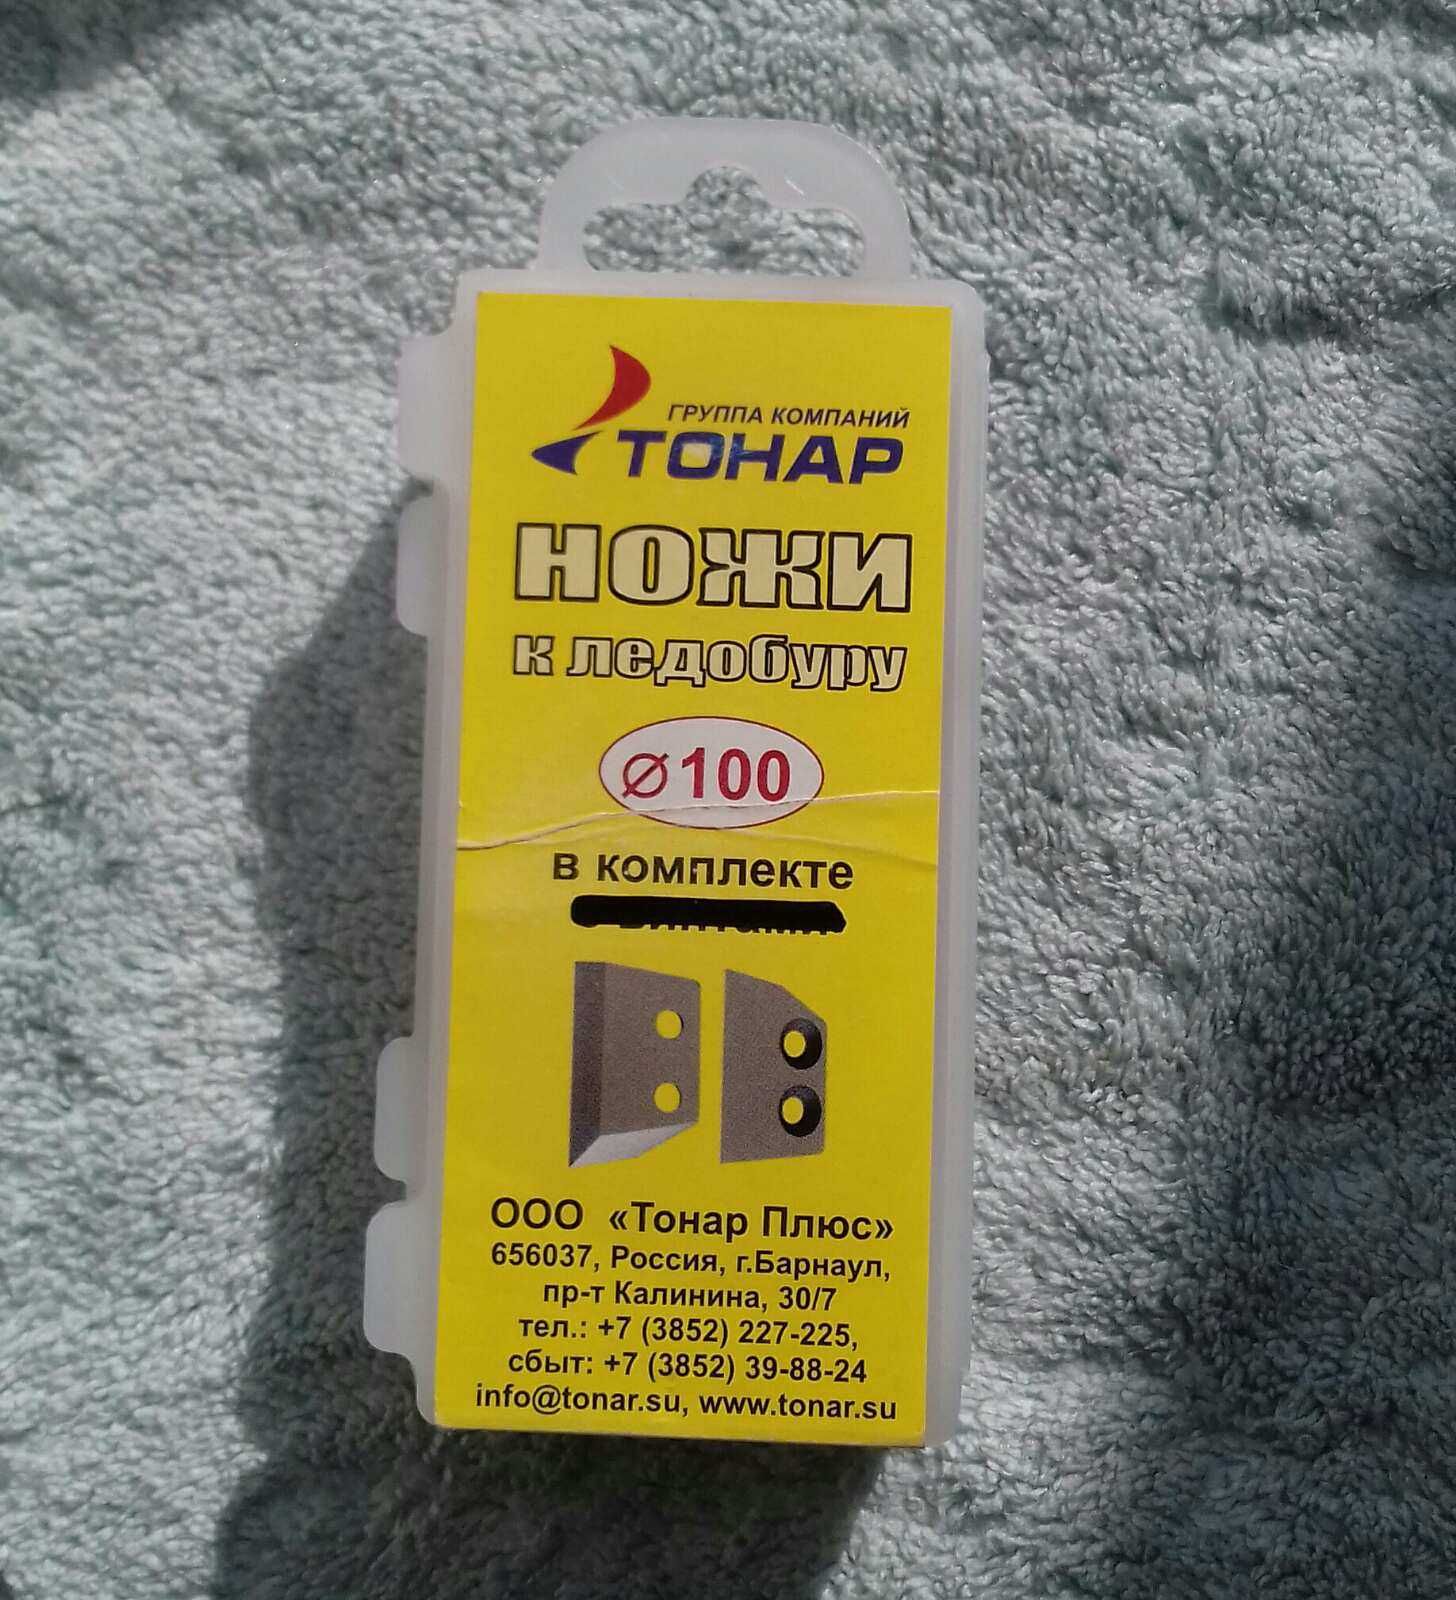 ГРУППА КОМПАНИЙ
ТОНАР
НОЖИ
к ледобуру
⌀100
в комплекте
ООО «Тонар Плюс»
656037, Россия, г.Барнаул,
пр-т Калинина, 30/7
тел.: +7 (3852) 227-225,
сбыт: +7 (3852) 39-88-24
info@tonar.su, www.tonar.su